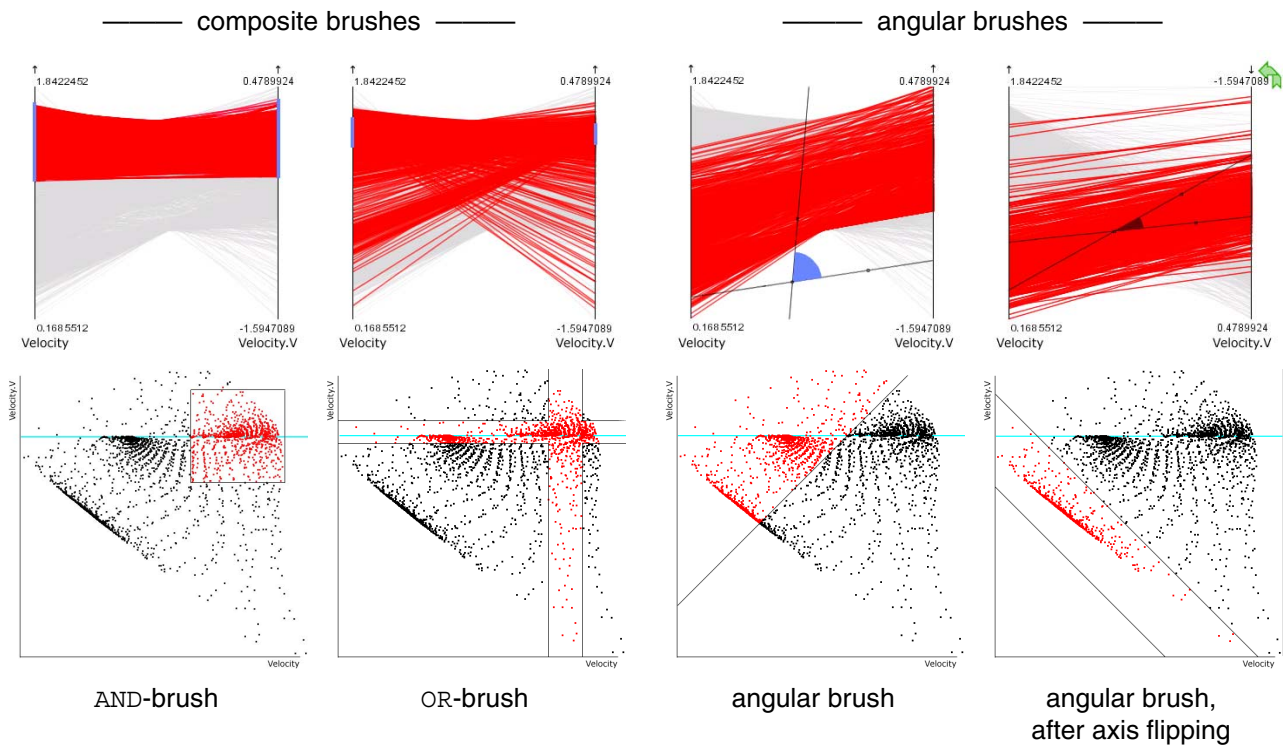 composite brushes
angular brushes
1.8422452 0.4789924
1.8422452 0.4789924
1.8422452 0.4789924
1.8422452 -1.5947089
0.1685512 -1.5947089
0.1685512 -1.5947089
0.1685512 -1.5947089
0.1685512 0.4789924
Velocity Velocity.V
Velocity Velocity.V
Velocity Velocity.V
Velocity Velocity.V
Velocity.V
Velocity.V
Velocity.V
Velocity.V
Velocity
Velocity
Velocity
Velocity
AND-brush
OR-brush
angular brush
angular brush,
after axis flipping